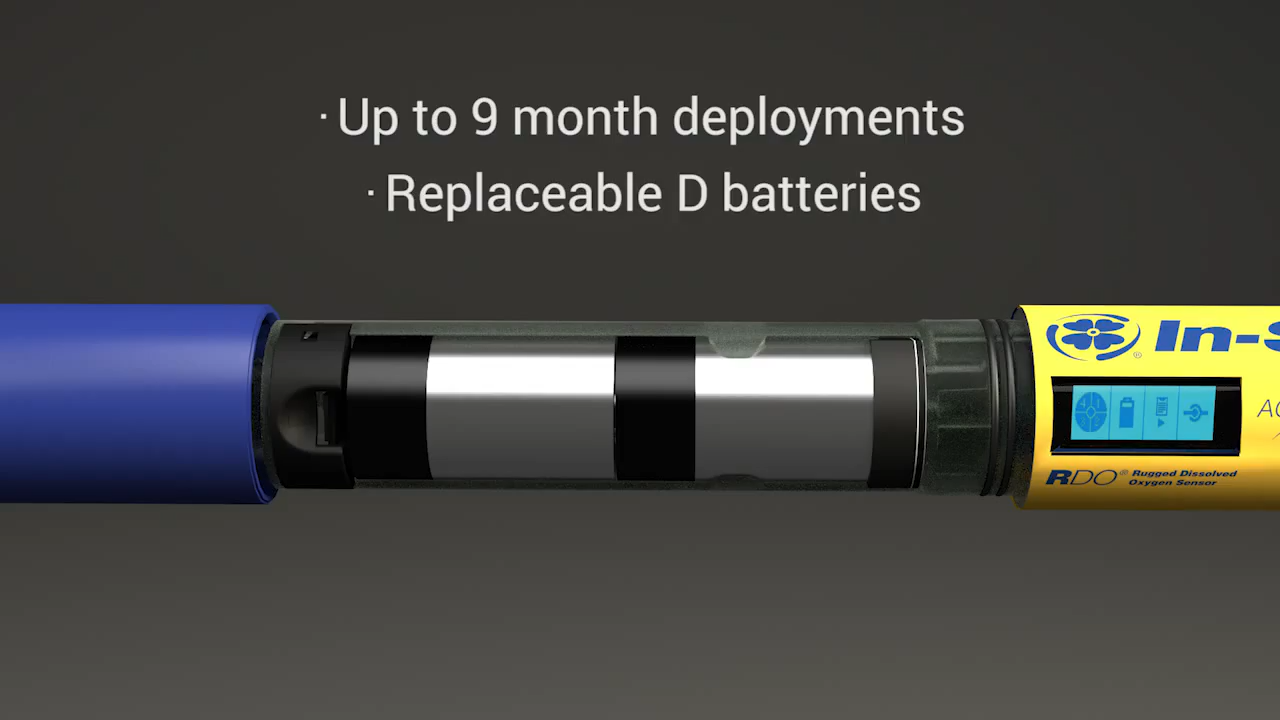 · Up to 9 month deployments
· Replaceable D batteries
In-
RDO® Rugged Dissolved
Oxygen Sensor